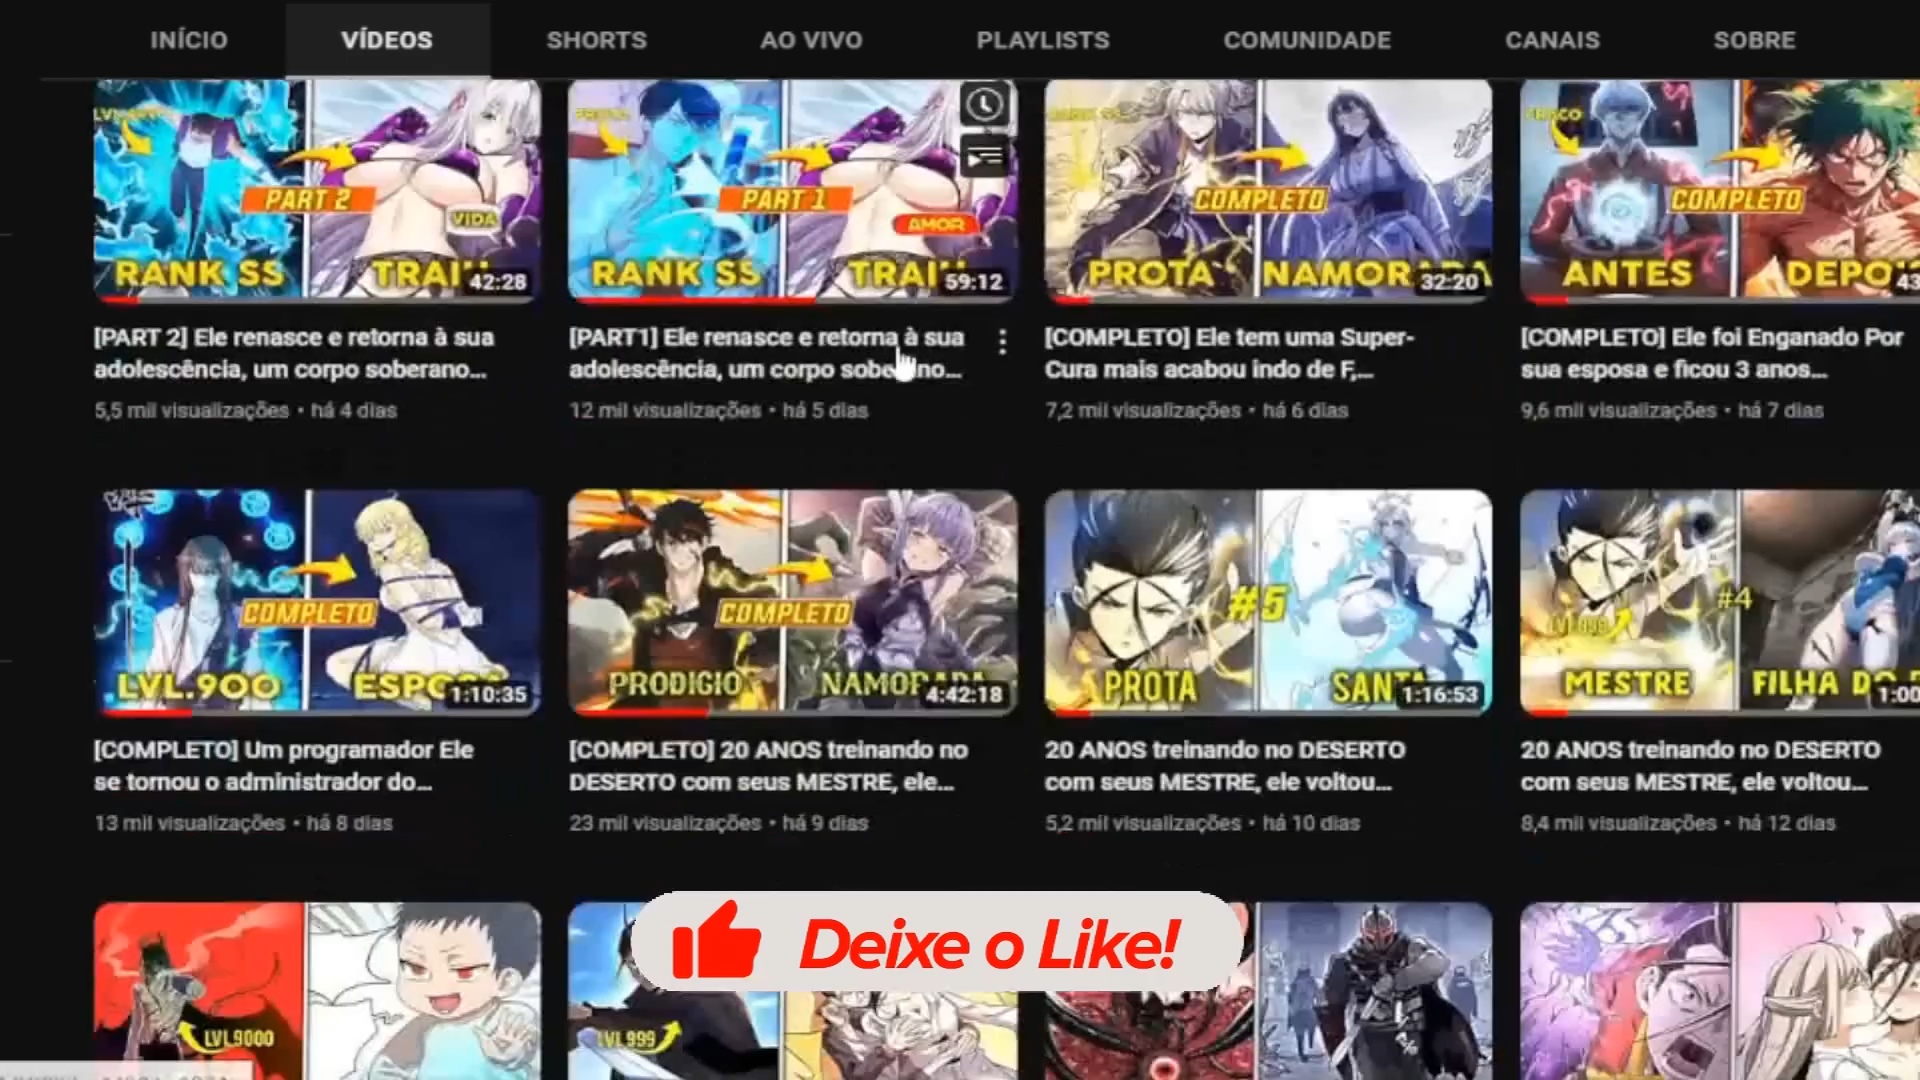 INÍCIO VÍDEOS SHORTS AO VIVO PLAYLISTS COMUNIDADE CANAIS SOBRE
PART 2
VIDA
RANK SS
42:28
PART 1
AMOR
RANK SS
59:12
COMPLETO
PROTA
32:20
FRACO
COMPLETO
ANTES
[PART 2] Ele renasce e retorna à sua
adolescência, um corpo soberano...
5,5 mil visualizações • há 4 dias
[PART1] Ele renasce e retorna à sua
adolescência, um corpo soberano...
12 mil visualizações • há 5 dias
[COMPLETO] Ele tem uma Super-
Cura mais acabou indo de F,...
7,2 mil visualizações • há 6 dias
[COMPLETO] Ele foi Enganado Por
sua esposa e ficou 3 anos...
9,6 mil visualizações • há 7 dias
COMPLETO
LVL.900
1:10:35
COMPLETO
PRODIGIO
4:42:18
#5
PROTA
1:16:53
#4
MESTRE
FILHA
[COMPLETO] Um programador Ele
se tornou o administrador do...
13 mil visualizações • há 8 dias
[COMPLETO] 20 ANOS treinando no
DESERTO com seus MESTRE, ele...
23 mil visualizações • há 9 dias
20 ANOS treinando no DESERTO
com seus MESTRE, ele voltou...
5,2 mil visualizações • há 10 dias
20 ANOS treinando no DESERTO
com seus MESTRE, ele voltou...
8,4 mil visualizações • há 12 dias
Deixe o Like!
LVL.9000
LVL.999